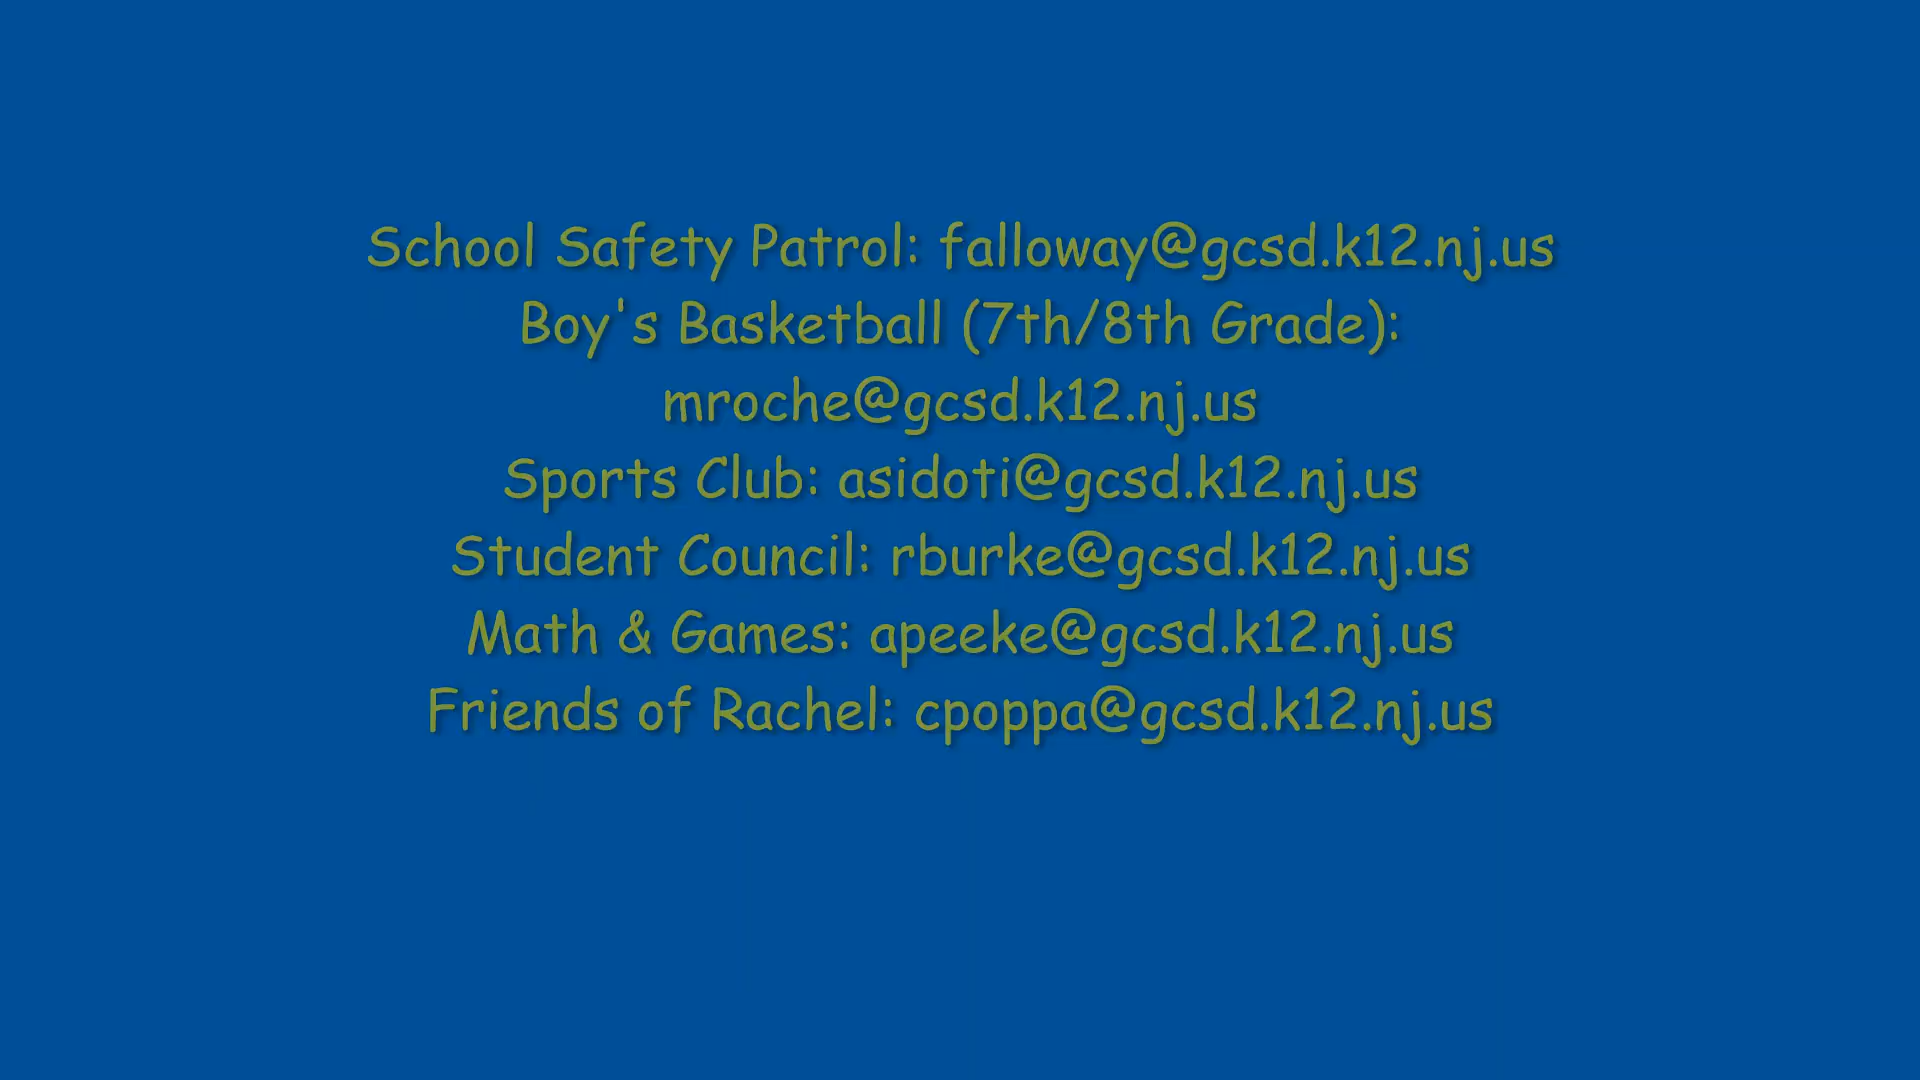 School Safety Patrol: falloway@gcsd.k12.nj.us
Boy's Basketball (7th/8th Grade):
mroche@gcsd.k12.nj.us
Sports Club: asidoti@gcsd.k12.nj.us
Student Council: rburke@gcsd.k12.nj.us
Math & Games: apeeke@gcsd.k12.nj.us
Friends of Rachel: cpoppa@gcsd.k12.nj.us